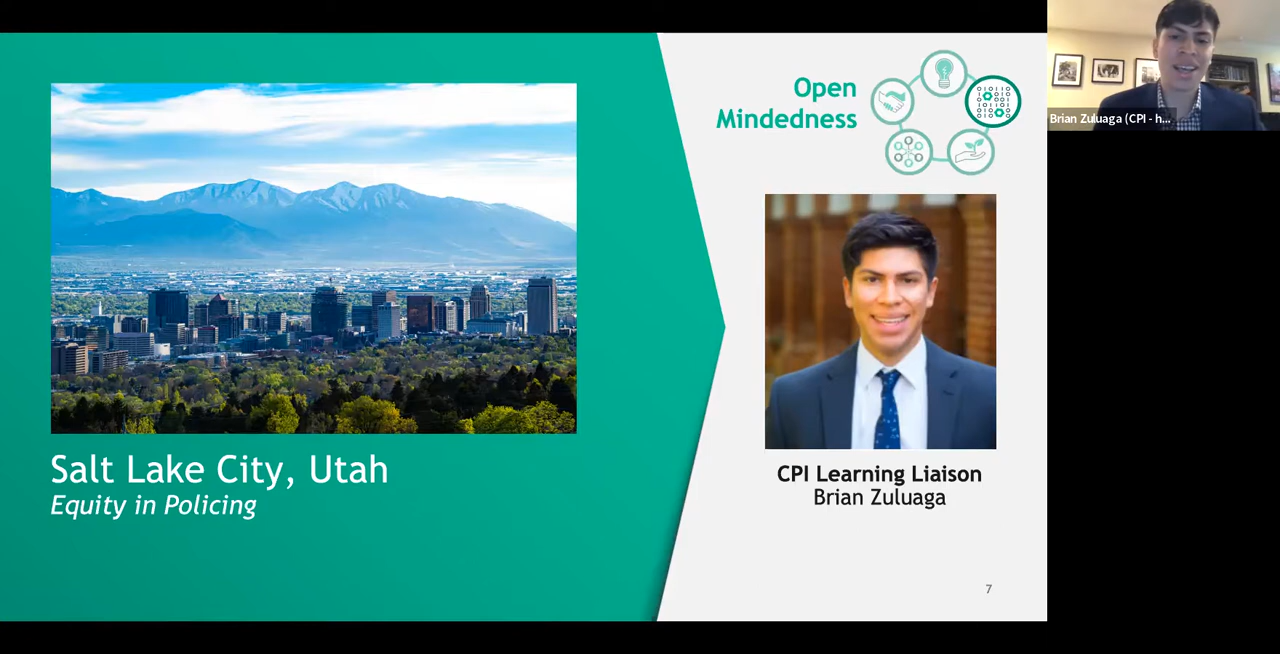 Open
Mindedness
Brian Zuluaga (CPI - h...
Salt Lake City, Utah
Equity in Policing
CPI Learning Liaison
Brian Zuluaga
7